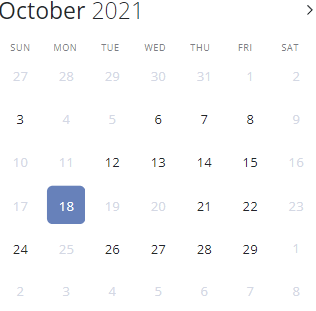 October 2021
SUN MON TUE WED THU FRI SAT
27 28 29 30 31 1 2
3 4 5 6 7 8 9
10 11 12 13 14 15 16
17 18 19 20 21 22 23
24 25 26 27 28 29 1
2 3 4 5 6 7 8